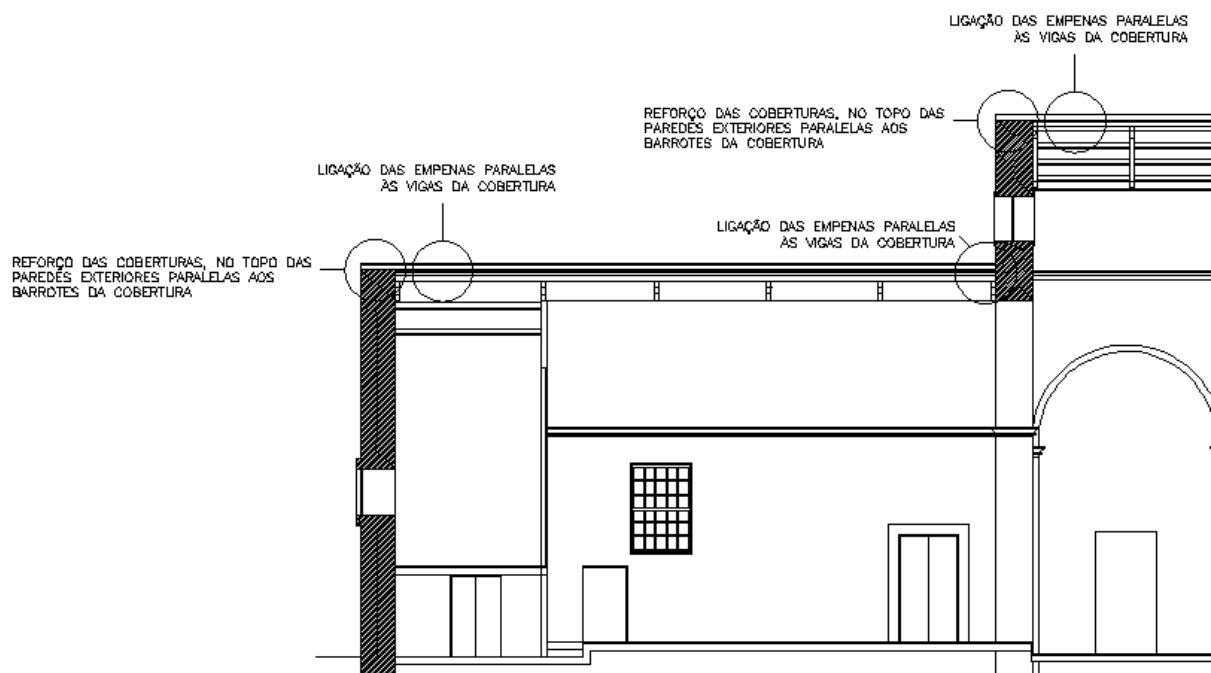 LIGAÇÃO DAS EMPENAS PARALELAS
ÀS VIGAS DA COBERTURA
REFORÇO DAS COBERTURAS, NO TOPO DAS
PAREDES EXTERIORES PARALELAS AOS
BARROTES DA COBERTURA
LIGAÇÃO DAS EMPENAS PARALELAS
ÀS VIGAS DA COBERTURA
LIGAÇÃO DAS EMPENAS PARALELAS
ÀS VIGAS DA COBERTURA
REFORÇO DAS COBERTURAS, NO TOPO DAS
PAREDES EXTERIORES PARALELAS AOS
BARROTES DA COBERTURA